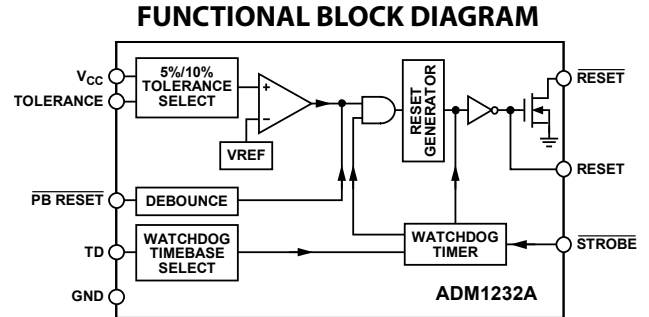 FUNCTIONAL BLOCK DIAGRAM
VCC
TOLERANCE
5%/10%
TOLERANCE
SELECT
+
–
VREF
RESET
GENERATOR
RESET
RESET
PB RESET
DEBOUNCE
TD
WATCHDOG
TIMEBASE
SELECT
WATCHDOG
TIMER
STROBE
GND
ADM1232A